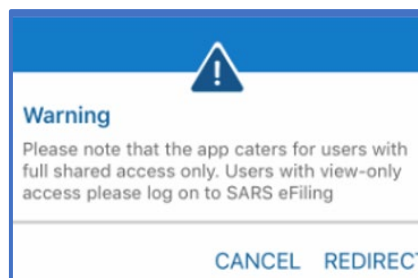 Warning
Please note that the app caters for users with
full shared access only. Users with view-only
access please log on to SARS eFiling
CANCEL REDIRECT